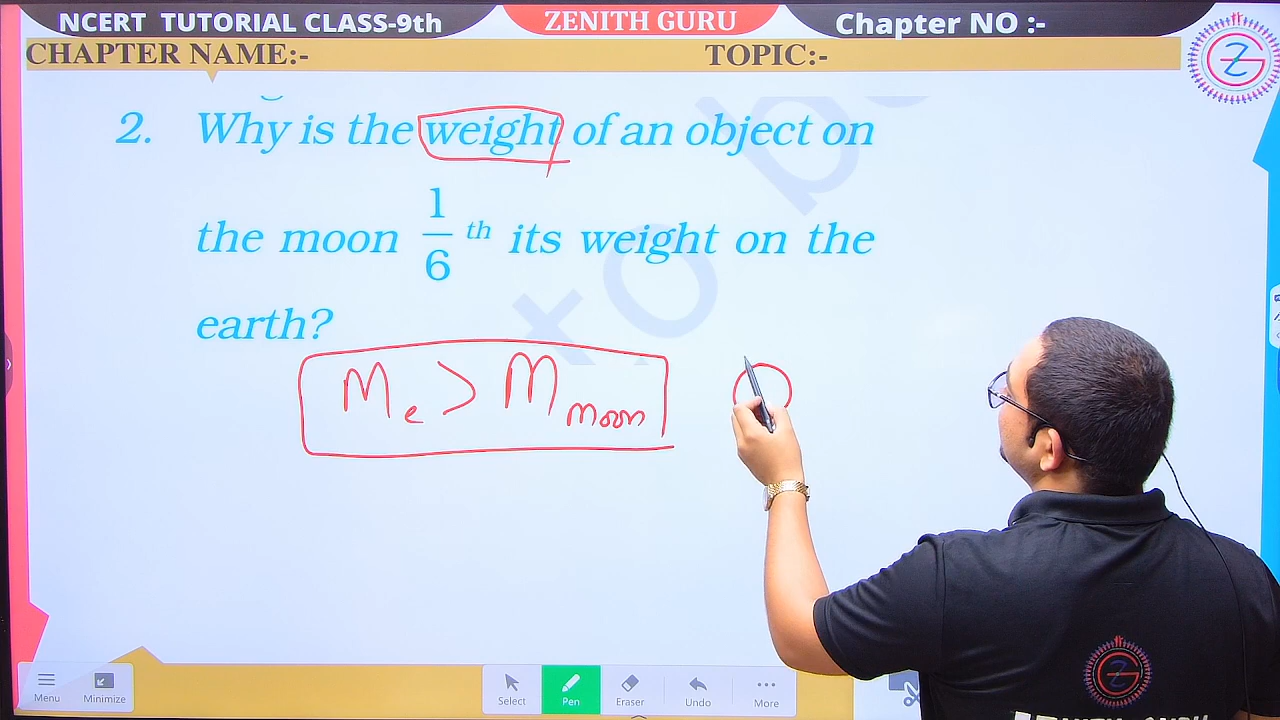 NCERT TUTORIAL CLASS-9th
ZENITH GURU
Chapter NO :-
CHAPTER NAME:-
TOPIC:-
2. Why is the weight of an object on
the moon 1/6 th its weight on the
earth?
to be
Me > Mmoon
Menu
Minimize
Select
Pen
Eraser
Undo
More